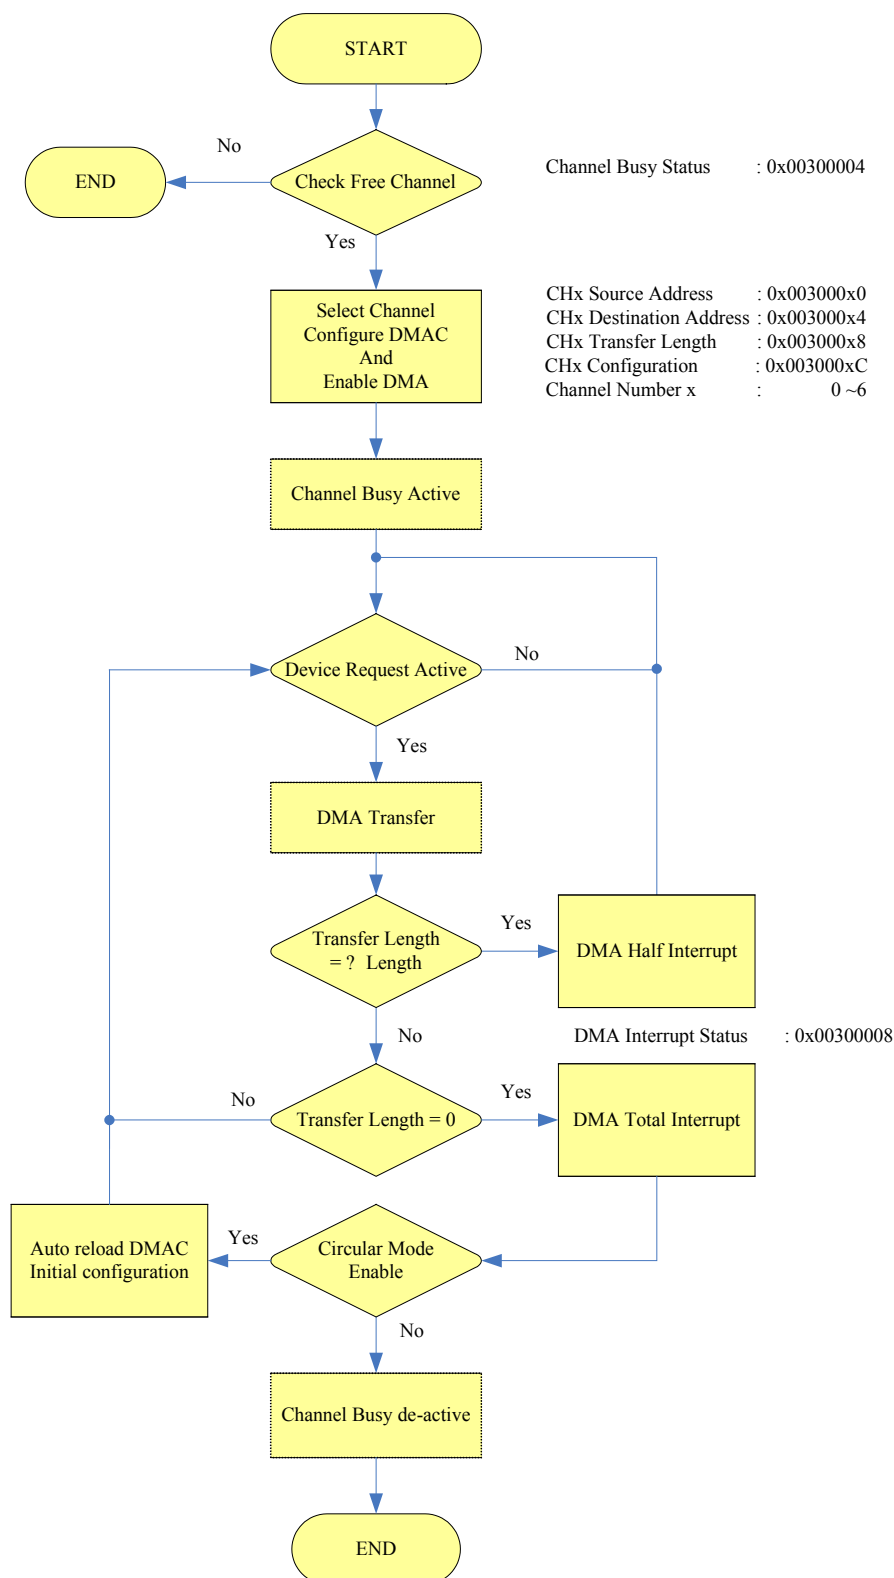 START
No
END
Check Free Channel
Channel Busy Status : 0x00300004
Yes
Select Channel
Configure DMAC
And
Enable DMA
CHx Source Address : 0x003000x0
CHx Destination Address : 0x003000x4
CHx Transfer Length : 0x003000x8
CHx Configuration : 0x003000xC
Channel Number x : 0 ~6
Channel Busy Active
Device Request Active
No
Yes
DMA Transfer
Transfer Length
= ? Length
Yes
DMA Half Interrupt
No
DMA Interrupt Status : 0x00300008
No
Transfer Length = 0
Yes
DMA Total Interrupt
Auto reload DMAC
Initial configuration
Yes
Circular Mode
Enable
No
Channel Busy de-active
END